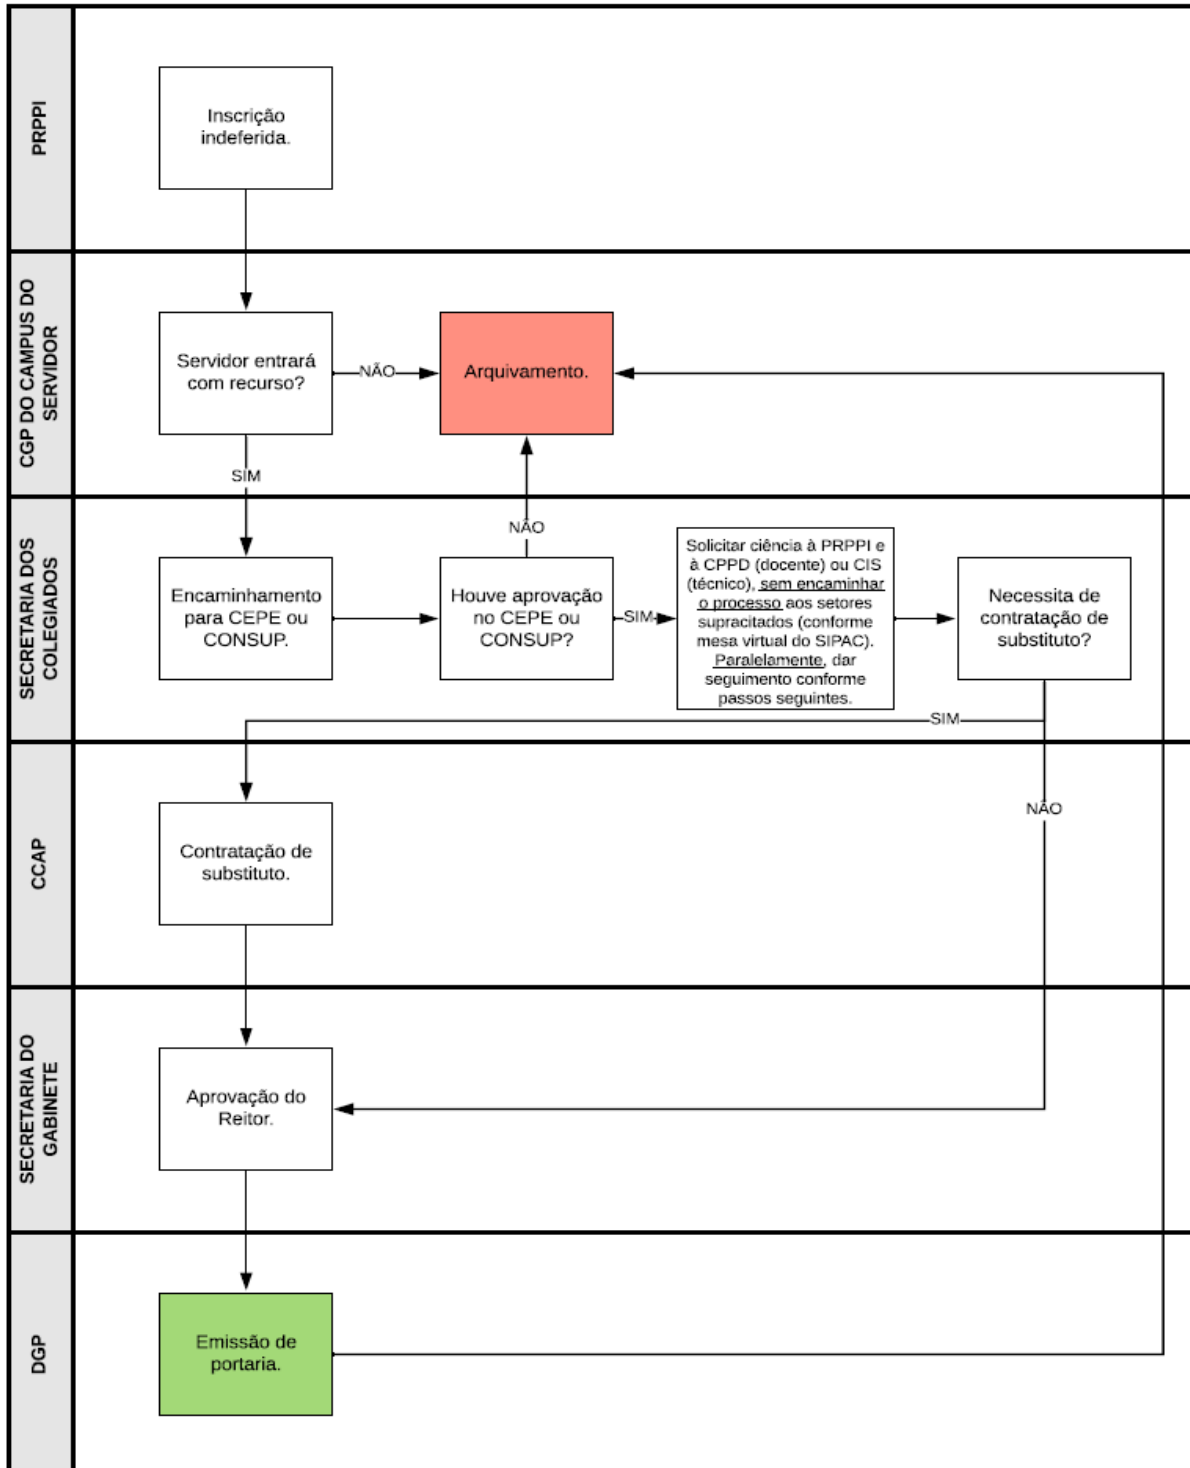 PRPPI
Inscrição
indeferida.
CGP DO CAMPUS DO
SERVIDOR
Servidor entrará
com recurso?
NÃO
Arquivamento.
SIM
SECRETARIA DOS
COLEGIADOS
Encaminhamento
para CEPE ou
CONSUP.
NÃO
Houve aprovação
no CEPE ou
CONSUP?
SIM
Solicitar ciência à PRPPI e
à CPPD (docente) ou CIS
(técnico), sem encaminhar
o processo aos setores
supracitados (conforme
mesa virtual do SIPAC).
Paralelamente, dar
seguimento conforme
passos seguintes.
Necessita de
contratação de
substituto?
SIM
NÃO
CCAP
Contratação de
substituto.
SECRETARIA DO
GABINETE
Aprovação do
Reitor.
DGP
Emissão de
portaria.